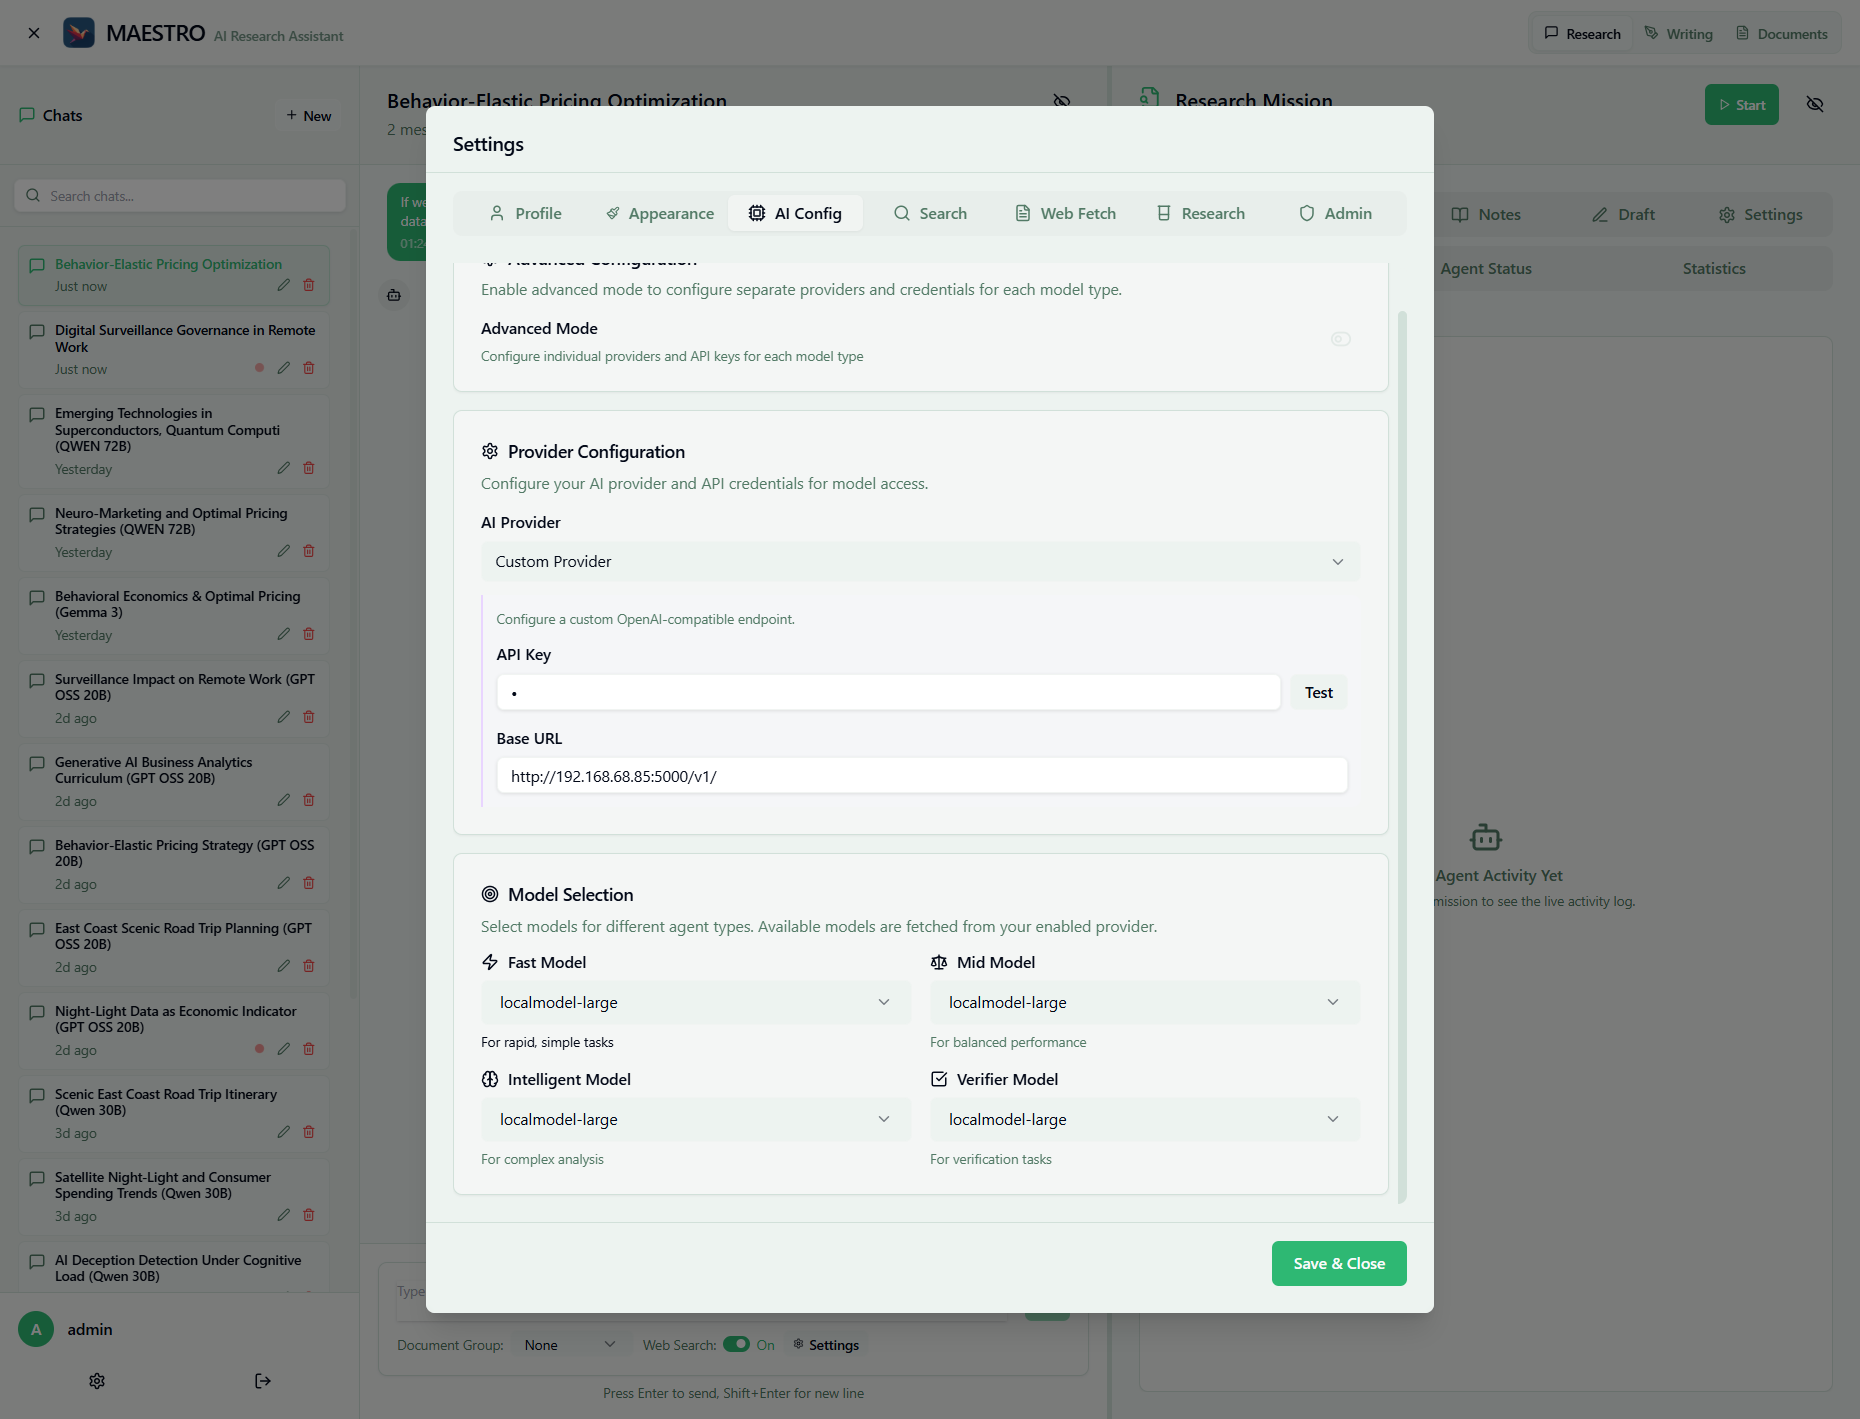 MAESTRO AI Research Assistant
Research
Writing
Documents
Chats
+ New
Search chats...
Behavior-Elastic Pricing Optimization
Just now
Digital Surveillance Governance in Remote
Work
Just now
Emerging Technologies in
Superconductors, Quantum Computi
(QWEN 72B)
Yesterday
Neuro-Marketing and Optimal Pricing
Strategies (QWEN 72B)
Yesterday
Behavioral Economics & Optimal Pricing
(Gemma 3)
Yesterday
Surveillance Impact on Remote Work (GPT
OSS 20B)
2d ago
Generative AI Business Analytics
Curriculum (GPT OSS 20B)
2d ago
Behavior-Elastic Pricing Strategy (GPT OSS
20B)
2d ago
East Coast Scenic Road Trip Planning (GPT
OSS 20B)
2d ago
Night-Light Data as Economic Indicator
(GPT OSS 20B)
2d ago
Scenic East Coast Road Trip Itinerary
(Qwen 30B)
3d ago
Satellite Night-Light and Consumer
Spending Trends (Qwen 30B)
3d ago
AI Deception Detection Under Cognitive
Load (Qwen 30B)
A
admin
Behavior-Elastic Pricing Optimization
2 mes
If we
data
01:24
Research Mission
Start
Notes
Draft
Settings
Agent Status
Statistics
Agent Activity Yet
mission to see the live activity log.
Settings
Profile
Appearance
AI Config
Search
Web Fetch
Research
Admin
Advanced Configuration
Enable advanced mode to configure separate providers and credentials for each model type.
Advanced Mode
Configure individual providers and API keys for each model type
Provider Configuration
Configure your AI provider and API credentials for model access.
AI Provider
Custom Provider
Configure a custom OpenAI-compatible endpoint.
API Key
•
Test
Base URL
http://192.168.68.85:5000/v1/
Model Selection
Select models for different agent types. Available models are fetched from your enabled provider.
Fast Model
localmodel-large
For rapid, simple tasks
Mid Model
localmodel-large
For balanced performance
Intelligent Model
localmodel-large
For complex analysis
Verifier Model
localmodel-large
For verification tasks
Save & Close
Type
Document Group:
None
Web Search:
On
Settings
Press Enter to send, Shift+Enter for new line